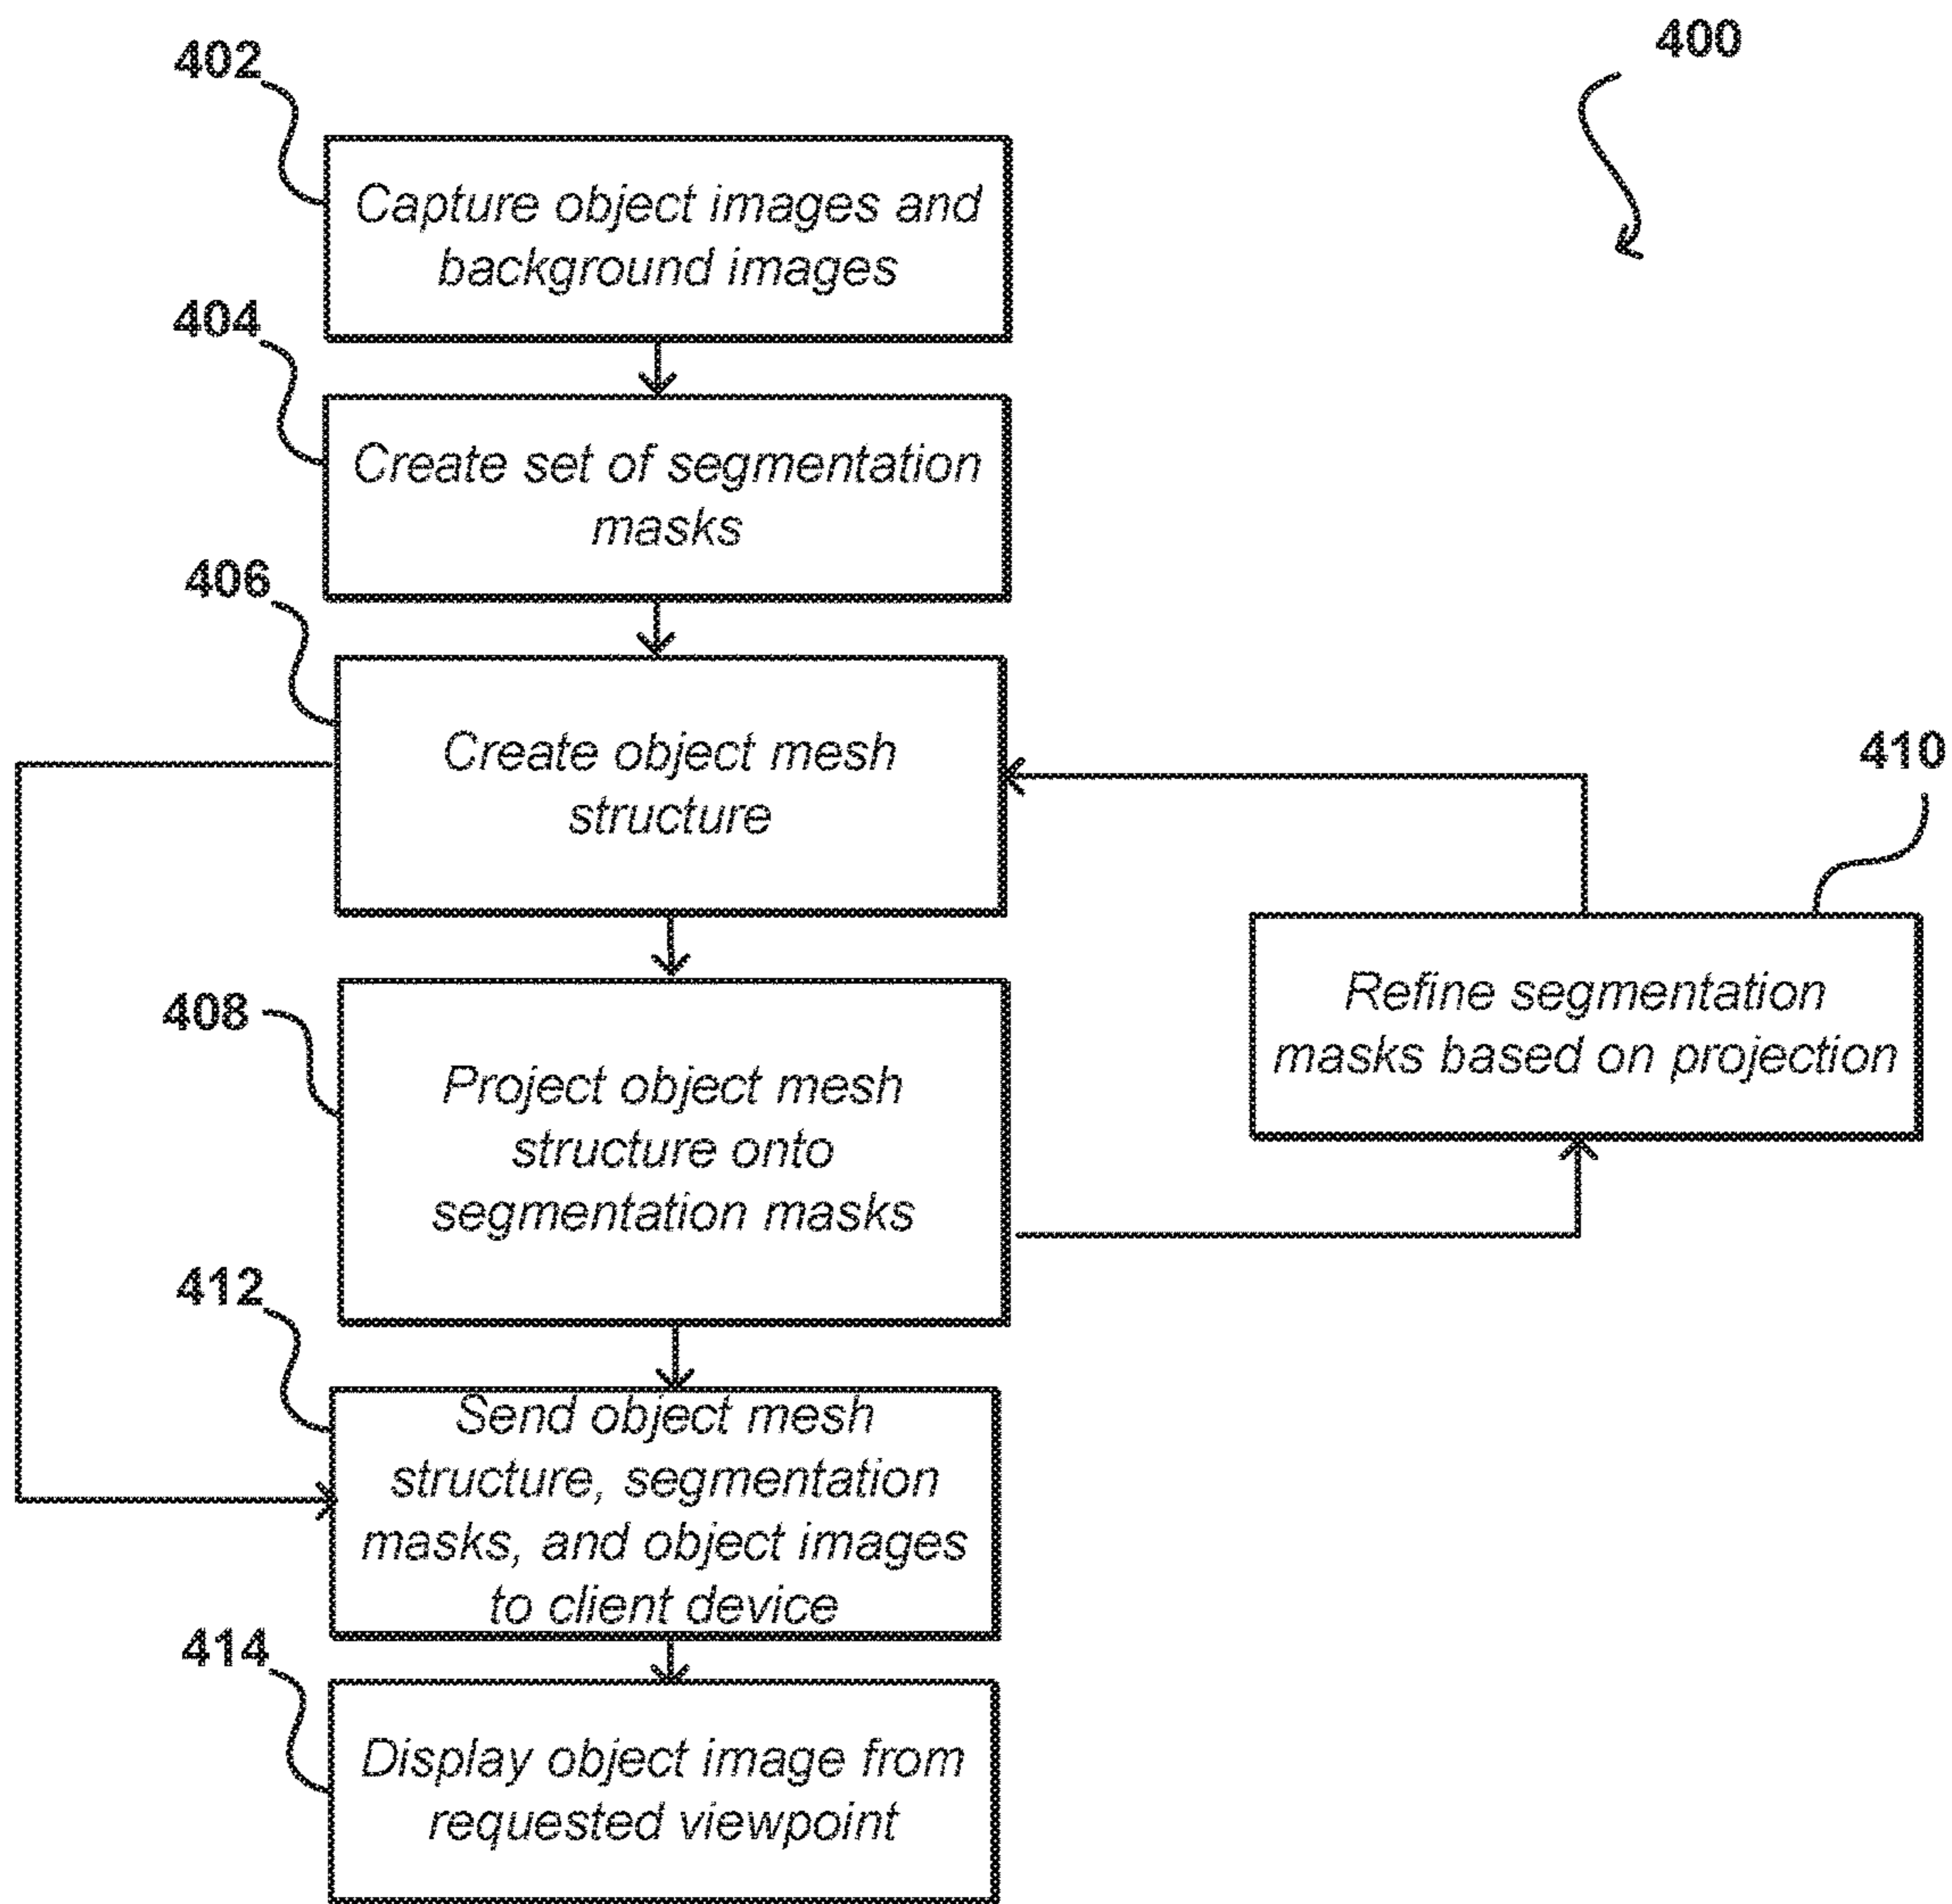 400
402
Capture object images and
background images
404
Create set of segmentation
masks
406
Create object mesh
structure
410
Refine segmentation
masks based on projection
408
Project object mesh
structure onto
segmentation masks
412
Send object mesh
structure, segmentation
masks, and object images
to client device
414
Display object image from
requested viewpoint